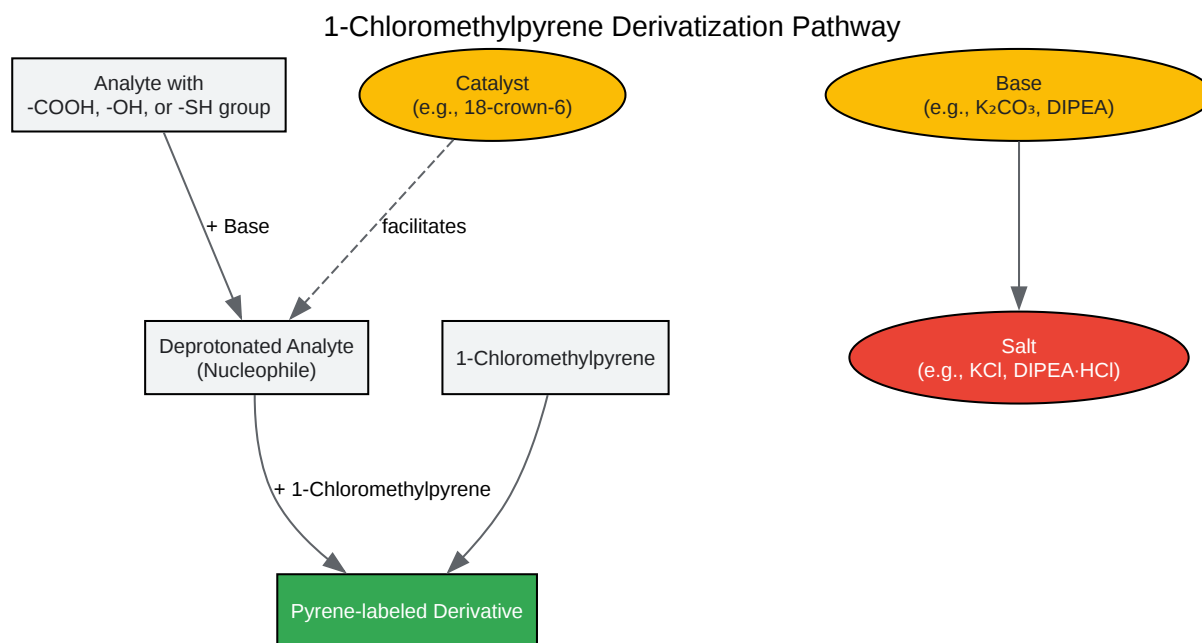 1-Chloromethylpyrene Derivatization Pathway
Analyte with
-COOH, -OH, or -SH group
Catalyst
(e.g., 18-crown-6)
Base
(e.g., K₂CO₃, DIPEA)
+ Base
facilitates
Deprotonated Analyte
(Nucleophile)
1-Chloromethylpyrene
Salt
(e.g., KCl, DIPEA·HCl)
+ 1-Chloromethylpyrene
Pyrene-labeled Derivative